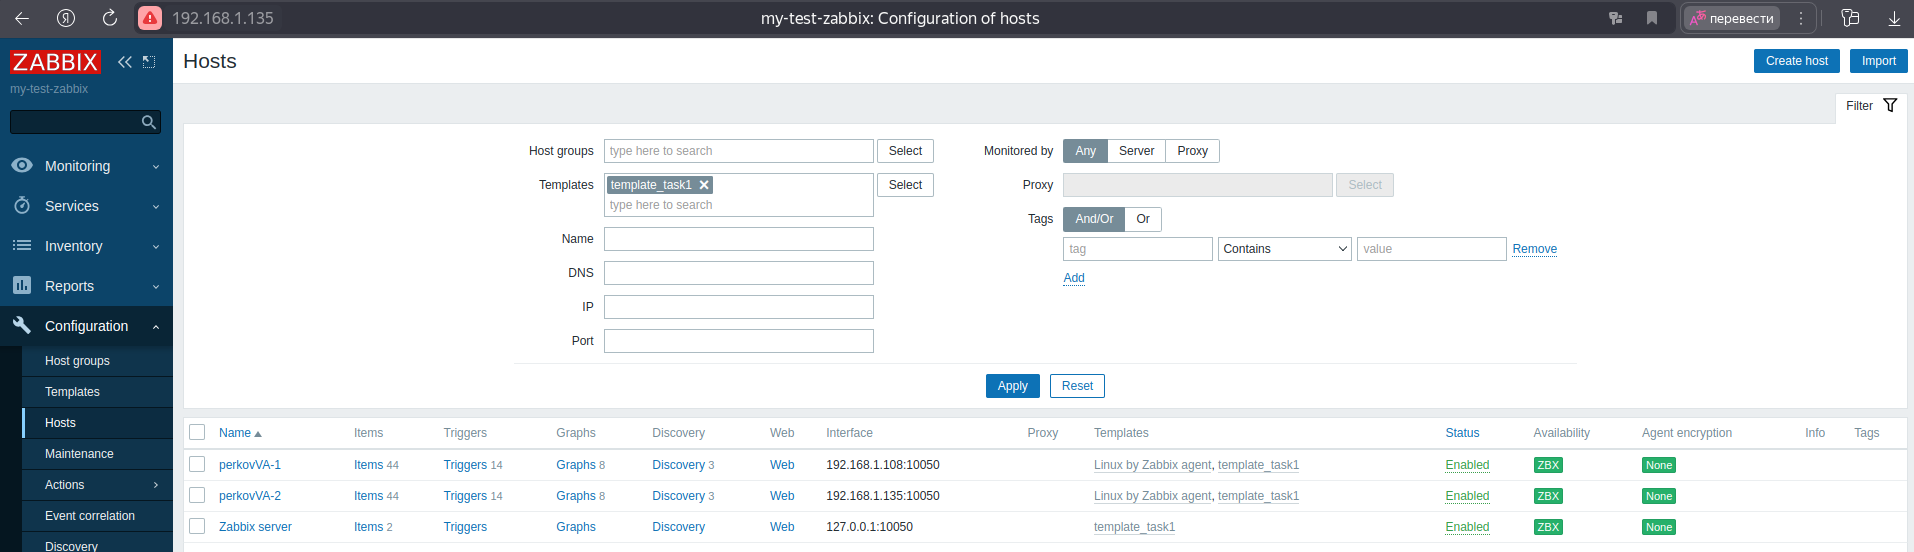 192.168.1.135
my-test-zabbix: Configuration of hosts
перевести
ZABBIX
my-test-zabbix
Monitoring
Services
Inventory
Reports
Configuration
Host groups
Templates
Hosts
Maintenance
Actions
Event correlation
Discovery
Hosts
Create host Import
Filter
Host groups type here to search Select
Templates template_task1 Select
type here to search
Name
DNS
IP
Port
Monitored by Any Server Proxy
Proxy Select
Tags And/Or Or
tag Contains value Remove
Add
Apply Reset
Name Items Triggers Graphs Discovery Web Interface Proxy Templates Status Availability Agent encryption Info Tags
perkovVA-1 Items 44 Triggers 14 Graphs 8 Discovery 3 Web 192.168.1.108:10050 Linux by Zabbix agent, template_task1 Enabled ZBX None
perkovVA-2 Items 44 Triggers 14 Graphs 8 Discovery 3 Web 192.168.1.135:10050 Linux by Zabbix agent, template_task1 Enabled ZBX None
Zabbix server Items 2 Triggers Graphs Discovery Web 127.0.0.1:10050 template_task1 Enabled ZBX None